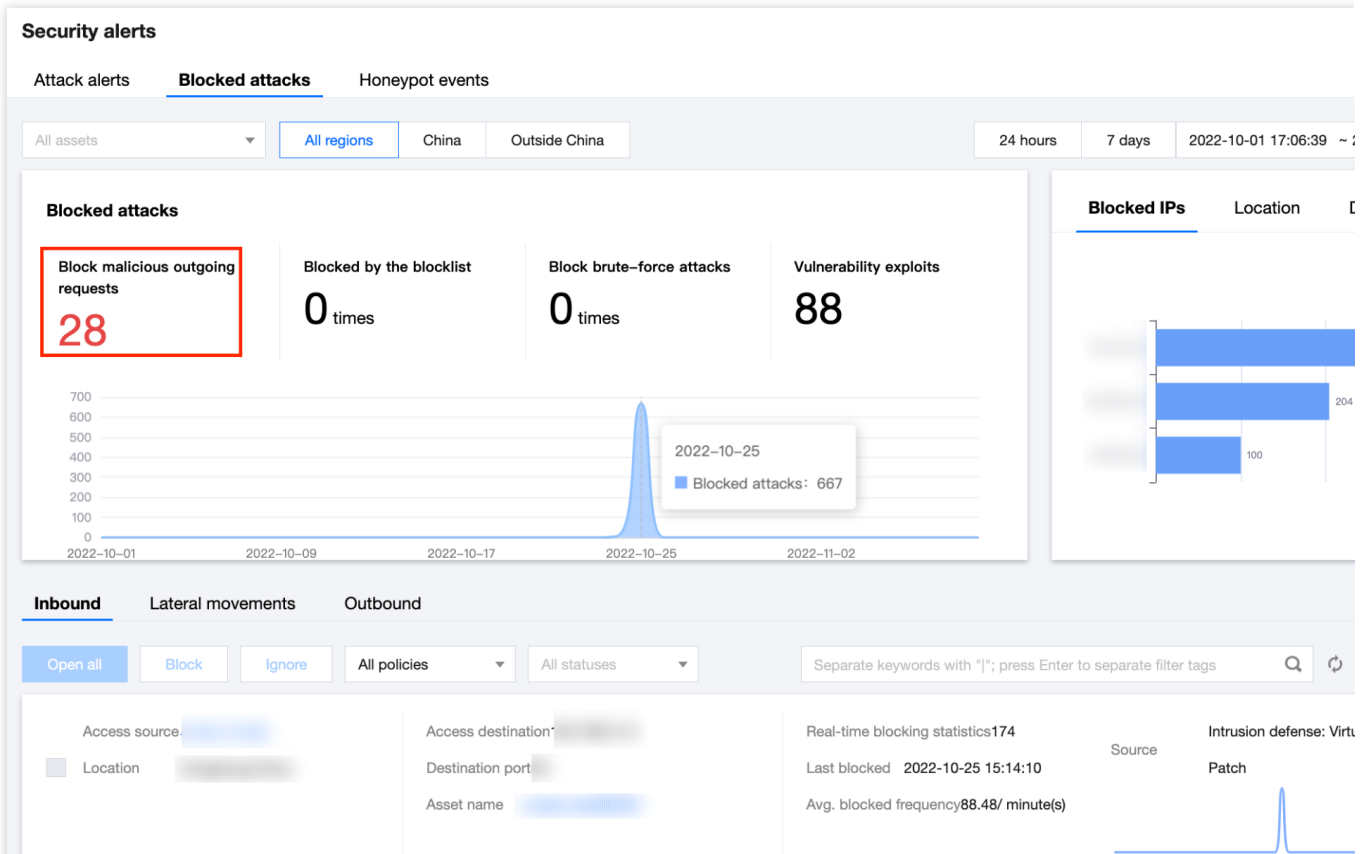 Security alerts
Attack alerts Blocked attacks Honeypot events
All assets All regions China Outside China 24 hours 7 days 2022-10-01 17:06:39 ~
Blocked attacks
Block malicious outgoing requests
28
Blocked by the blocklist
0 times
Block brute-force attacks
0 times
Vulnerability exploits
88
700
600
500
400
300
200
100
0
2022-10-01 2022-10-09 2022-10-17 2022-10-25 2022-11-02
2022-10-25
Blocked attacks: 667
Blocked IPs Location
204
100
Inbound Lateral movements Outbound
Open all Block Ignore All policies All statuses Separate keywords with "|"; press Enter to separate filter tags
Access source
Location
Access destination
Destination port
Asset name
Real-time blocking statistics174
Last blocked 2022-10-25 15:14:10
Avg. blocked frequency88.48/ minute(s)
Source
Intrusion defense:
Patch